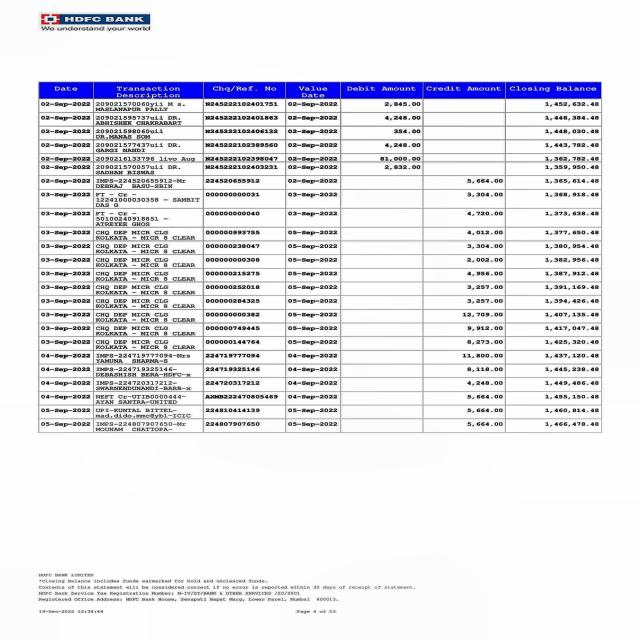 HDFC BANK
We understand your world
Date Transaction Description Chq/Ref. No Value Date Debit Amount Credit Amount Closing Balance
02-Sep-2022 209021570060yii M s. MASLANAPUR PALLY N245222102401751 02-Sep-2022 2,845.00 1,452,632.48
02-Sep-2022 209021595737uii DR. ABHISHEK CHAKRABART N245222102401863 02-Sep-2022 4,248.00 1,448,384.48
02-Sep-2022 209021598060uii DR.MANAS SOM N245222102406132 02-Sep-2022 354.00 1,448,030.48
02-Sep-2022 209021577437uii DR. GARGI NANDI N245222102389560 02-Sep-2022 4,248.00 1,443,782.48
02-Sep-2022 2090216133796 livo Aug N245222102398047 02-Sep-2022 81,000.00 1,362,782.48
02-Sep-2022 209021570057uii DR. SADHAN BISWAS N245222102403231 02-Sep-2022 2,832.00 1,359,950.48
02-Sep-2022 IMPS-224520655912-Mr DEBRAJ BASU-SBIN 224520655912 02-Sep-2022 5,664.00 1,365,614.48
03-Sep-2022 FT - Cr - 12241000030358 - SAMBIT DAS G 000000000031 03-Sep-2022 3,304.00 1,368,918.48
03-Sep-2022 FT - Cr - 50100240918851 - ATREYEE GHOS 000000000040 03-Sep-2022 4,720.00 1,373,638.48
03-Sep-2022 CHQ DEP MICR CLG KOLKATA - MICR 8 CLEAR 000000993755 05-Sep-2022 4,012.00 1,377,650.48
03-Sep-2022 CHQ DEP MICR CLG KOLKATA - MICR 8 CLEAR 000000238047 05-Sep-2022 3,304.00 1,380,954.48
03-Sep-2022 CHQ DEP MICR CLG KOLKATA - MICR 8 CLEAR 000000000308 05-Sep-2022 2,002.00 1,382,956.48
03-Sep-2022 CHQ DEP MICR CLG KOLKATA - MICR 8 CLEAR 000000215275 05-Sep-2022 4,956.00 1,387,912.48
03-Sep-2022 CHQ DEP MICR CLG KOLKATA - MICR 8 CLEAR 000000252018 05-Sep-2022 3,257.00 1,391,169.48
03-Sep-2022 CHQ DEP MICR CLG KOLKATA - MICR 8 CLEAR 000000284325 05-Sep-2022 3,257.00 1,394,426.48
03-Sep-2022 CHQ DEP MICR CLG KOLKATA - MICR 8 CLEAR 000000000382 05-Sep-2022 12,709.00 1,407,135.48
03-Sep-2022 CHQ DEP MICR CLG KOLKATA - MICR 8 CLEAR 000000749445 05-Sep-2022 9,912.00 1,417,047.48
03-Sep-2022 CHQ DEP MICR CLG KOLKATA - MICR 8 CLEAR 000000144764 05-Sep-2022 8,273.00 1,425,320.48
04-Sep-2022 IMPS-224719777094-Mrs YAMUNA SHARMA-S 224719777094 04-Sep-2022 11,800.00 1,437,120.48
04-Sep-2022 IMPS-224719325146- DEBASHISH BERA-HDFC-x 224719325146 04-Sep-2022 8,118.00 1,445,238.48
04-Sep-2022 IMPS-224720317212- SWARNENDUNANDI-BARB-x 224720317212 04-Sep-2022 4,248.00 1,449,486.48
04-Sep-2022 NEFT Cr-UTIB0000444- AYAN SANTRA-UNITED AXMB222470805469 04-Sep-2022 5,664.00 1,455,150.48
05-Sep-2022 UPI-KUNTAL BITTEL- mad.dido.mmc@ybl-ICIC 224810414139 05-Sep-2022 5,664.00 1,460,814.48
05-Sep-2022 IMPS-224807907650-Mr MOUNAM CHATTOPA- 224807907650 05-Sep-2022 5,664.00 1,466,478.48
HDFC BANK LIMITED
*Closing Balance includes funds earmarked for hold and uncleared funds.
Contents of this statement will be considered correct if no error is reported within 30 days of receipt of statement.
HDFC Bank Service Tax Registration Number: M-IV/ST/BANK & OTHER SERVICES /20/2001
Registered Office Address: HDFC Bank House, Senapati Bapat Marg, Lower Parel, Mumbai 400013.
19-Dec-2022 12:34:44 Page 4 of 23